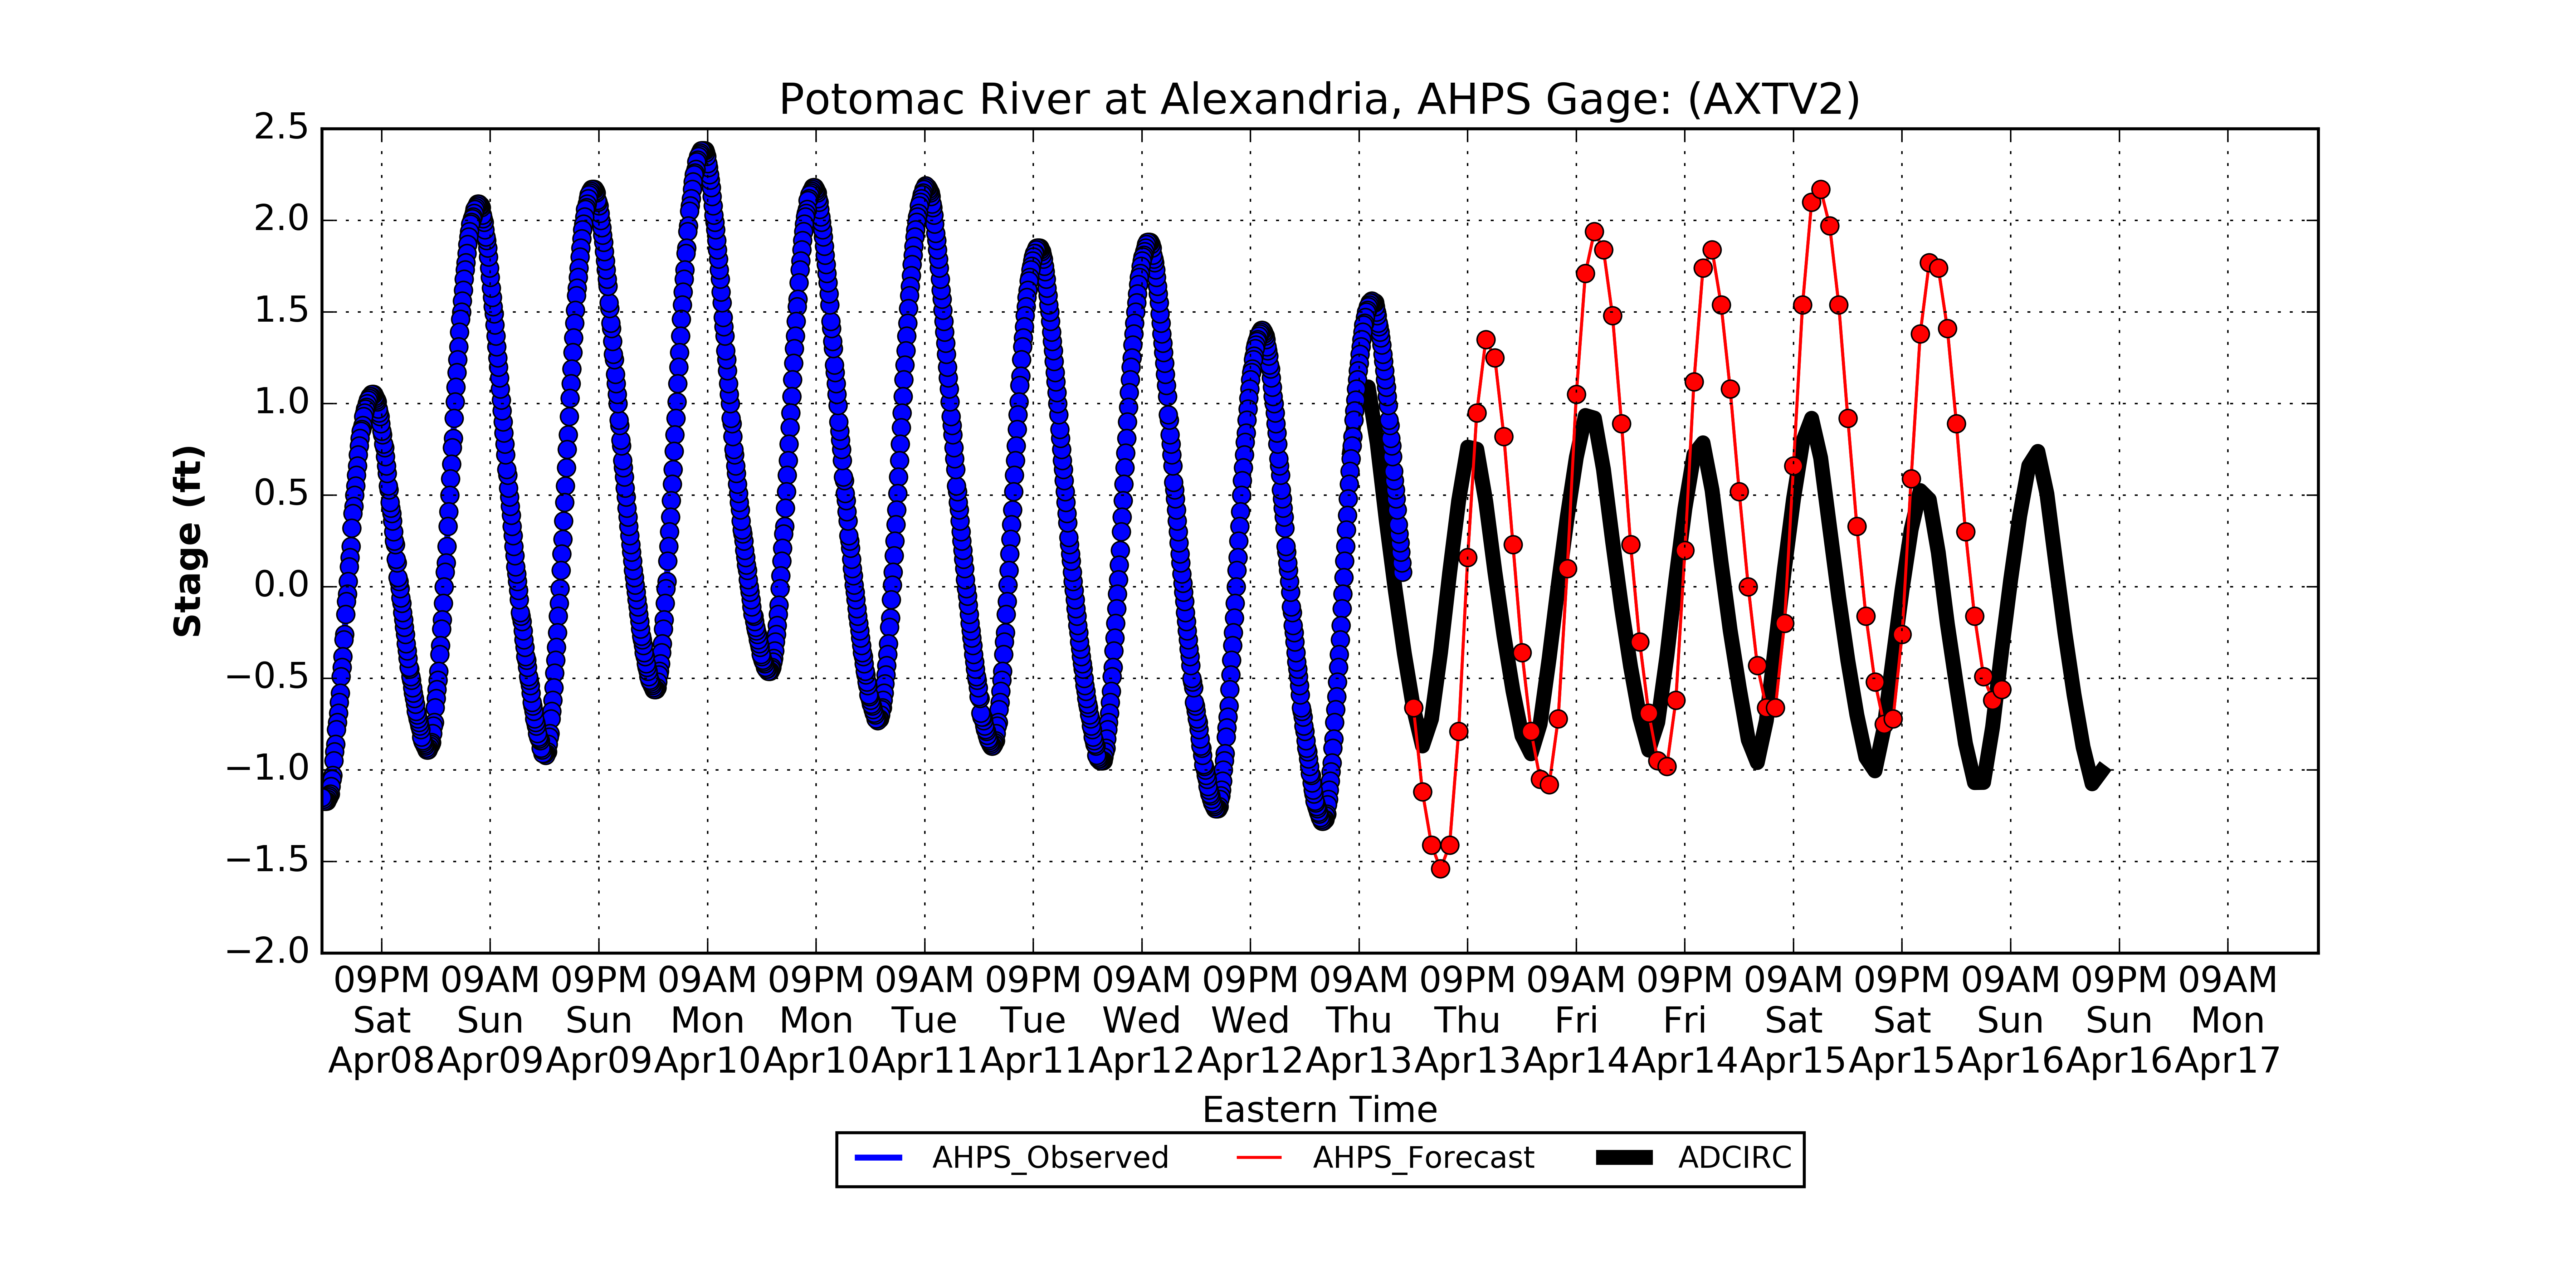 Potomac River at Alexandria, AHPS Gage: (AXTV2)
2.5
2.0
1.5
1.0
0.5
0.0
−0.5
−1.0
−1.5
−2.0
Stage (ft)
09PM 09AM 09PM 09AM 09PM 09AM 09PM 09AM 09PM 09AM 09PM 09AM 09PM 09AM 09PM 09AM 09PM 09AM
Sat Sun Sun Mon Mon Tue Tue Wed Wed Thu Thu Fri Fri Sat Sat Sun Sun Mon
Apr08 Apr09 Apr09 Apr10 Apr10 Apr11 Apr11 Apr12 Apr12 Apr13 Apr13 Apr14 Apr14 Apr15 Apr15 Apr16 Apr16 Apr17
Eastern Time
AHPS_Observed AHPS_Forecast ADCIRC